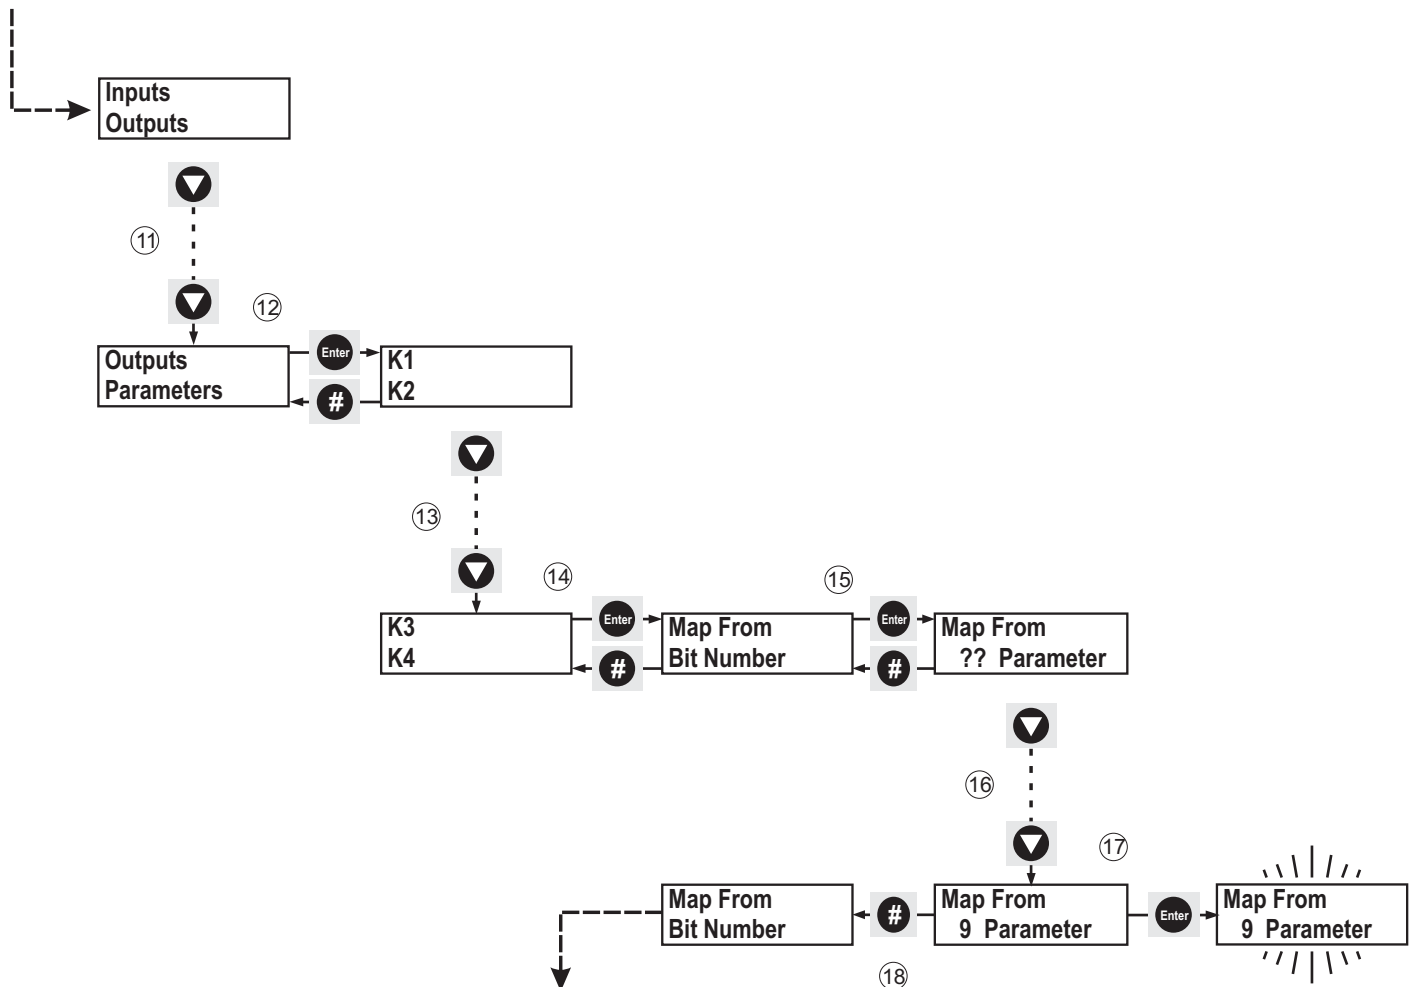 Inputs
Outputs
11
12
Outputs
Parameters
Enter
#
K1
K2
13
14
15
K3
K4
Enter
#
Map From
Bit Number
Enter
#
Map From
?? Parameter
16
17
Map From
Bit Number
#
Map From
9 Parameter
Enter
Map From
9 Parameter
18